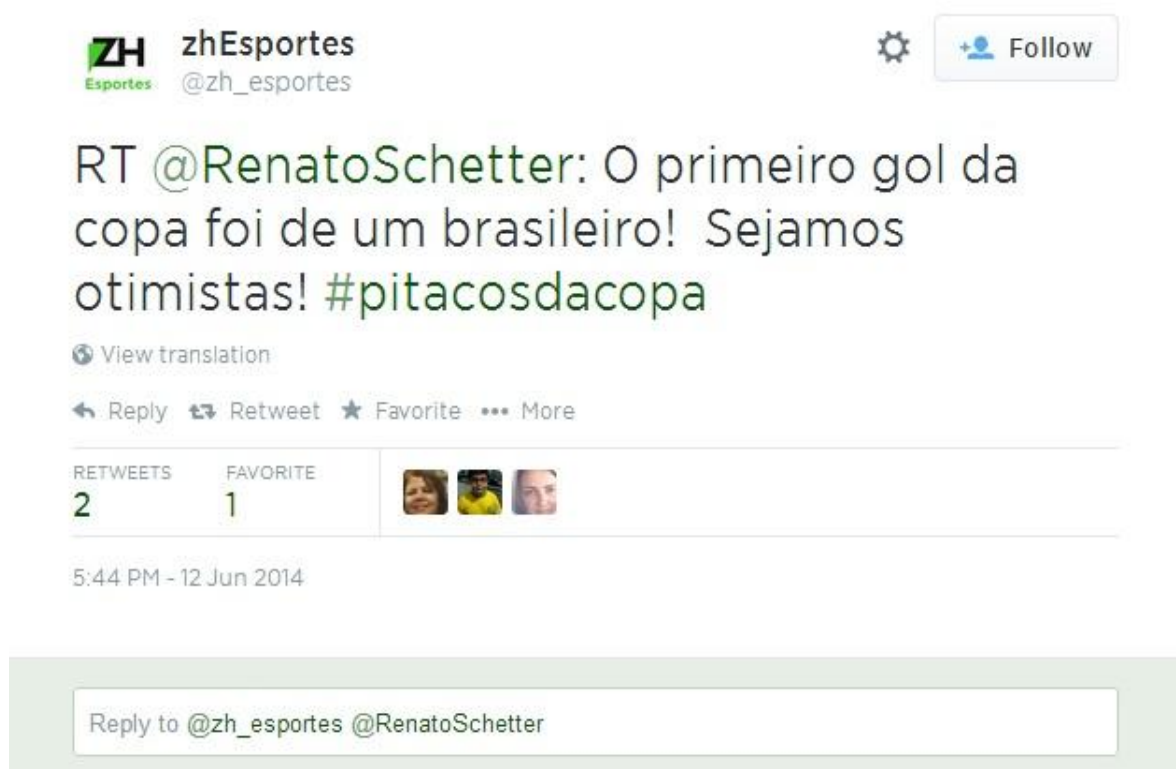 ZH
Esportes
zhEsportes
@zh_esportes
Follow
RT @RenatoSchetter: O primeiro gol da
copa foi de um brasileiro!  Sejamos
otimistas! #pitacosdacopa
View translation
Reply Retweet Favorite More
RETWEETS FAVORITE
2 1
5:44 PM - 12 Jun 2014
Reply to @zh_esportes @RenatoSchetter